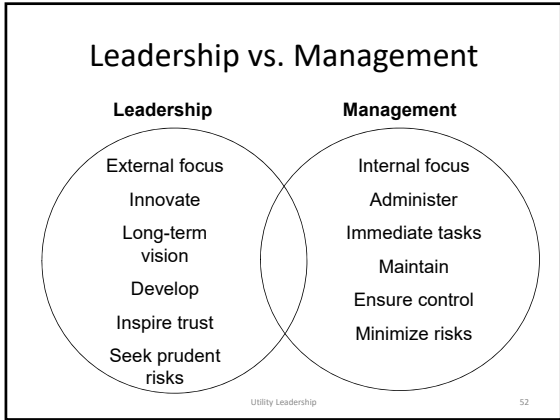 Leadership vs. Management
Leadership
External focus
Innovate
Long-term
vision
Develop
Inspire trust
Seek prudent
risks
Management
Internal focus
Administer
Immediate tasks
Maintain
Ensure control
Minimize risks
Utility Leadership
52